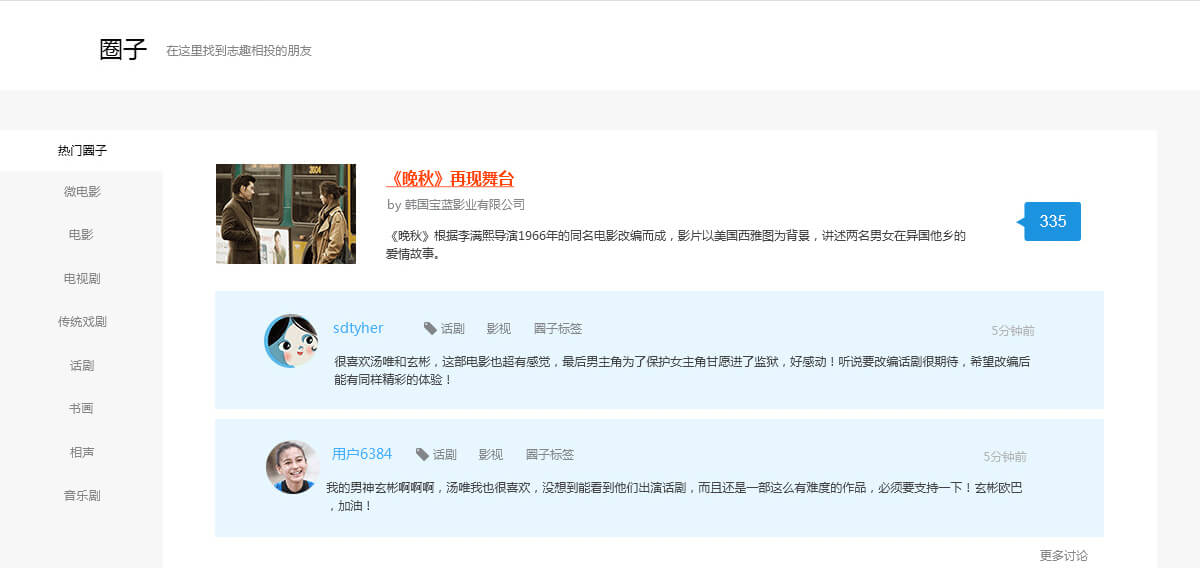 圈子 在这里找到志趣相投的朋友
热门圈子
微电影
电影
电视剧
传统戏剧
话剧
书画
相声
音乐剧
3604
《晚秋》再现舞台
by 韩国宝蓝影业有限公司
《晚秋》根据李满熙导演1966年的同名电影改编而成，影片以美国西雅图为背景，讲述两名男女在异国他乡的
爱情故事。
335
sdtyher 话剧 影视 圈子标签 5分钟前
很喜欢汤唯和玄彬，这部电影也超有感觉，最后男主角为了保护女主角甘愿进了监狱，好感动！听说要改编话剧很期待，希望改编后
能有同样精彩的体验！
用户6384 话剧 影视 圈子标签 5分钟前
我的男神玄彬啊啊啊，汤唯我也很喜欢，没想到能看到他们出演话剧，而且还是一部这么有难度的作品，必须要支持一下！玄彬欧巴
，加油！
更多讨论